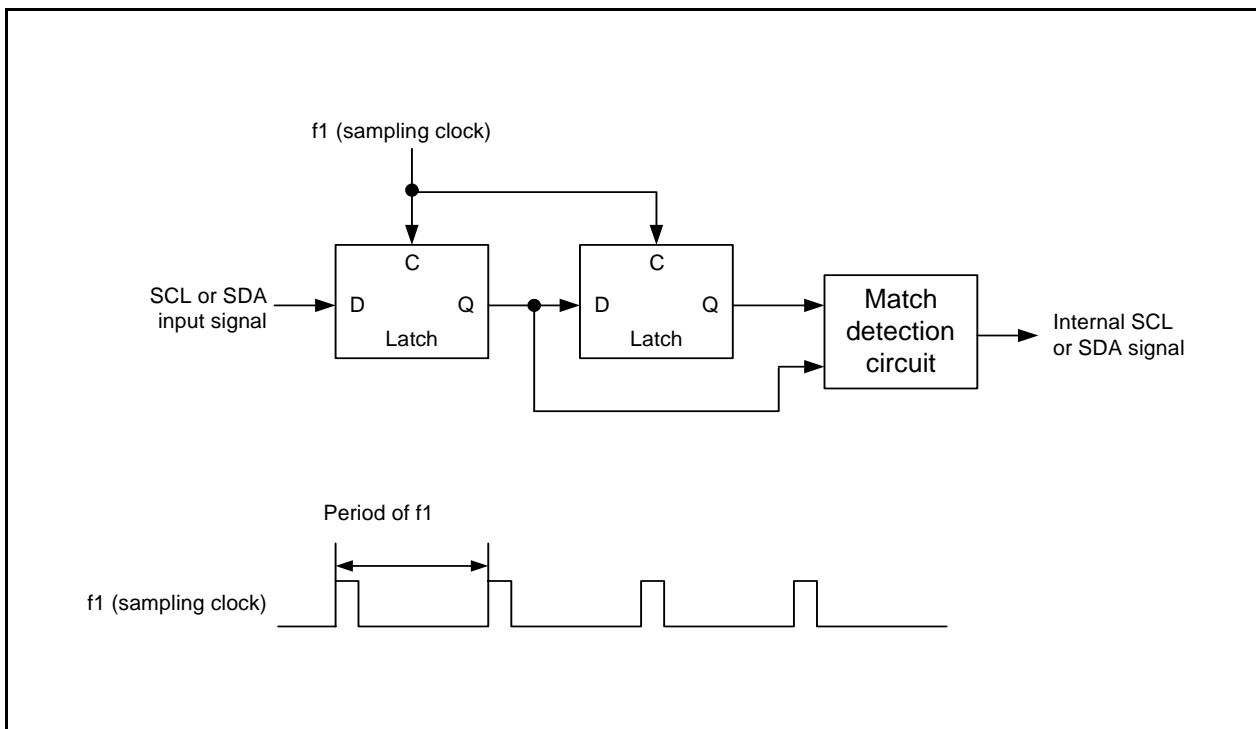 f1 (sampling clock)
C
C
SCL or SDA
input signal
D
Q
D
Q
Latch
Latch
Match
detection
circuit
Internal SCL
or SDA signal
Period of f1
f1 (sampling clock)